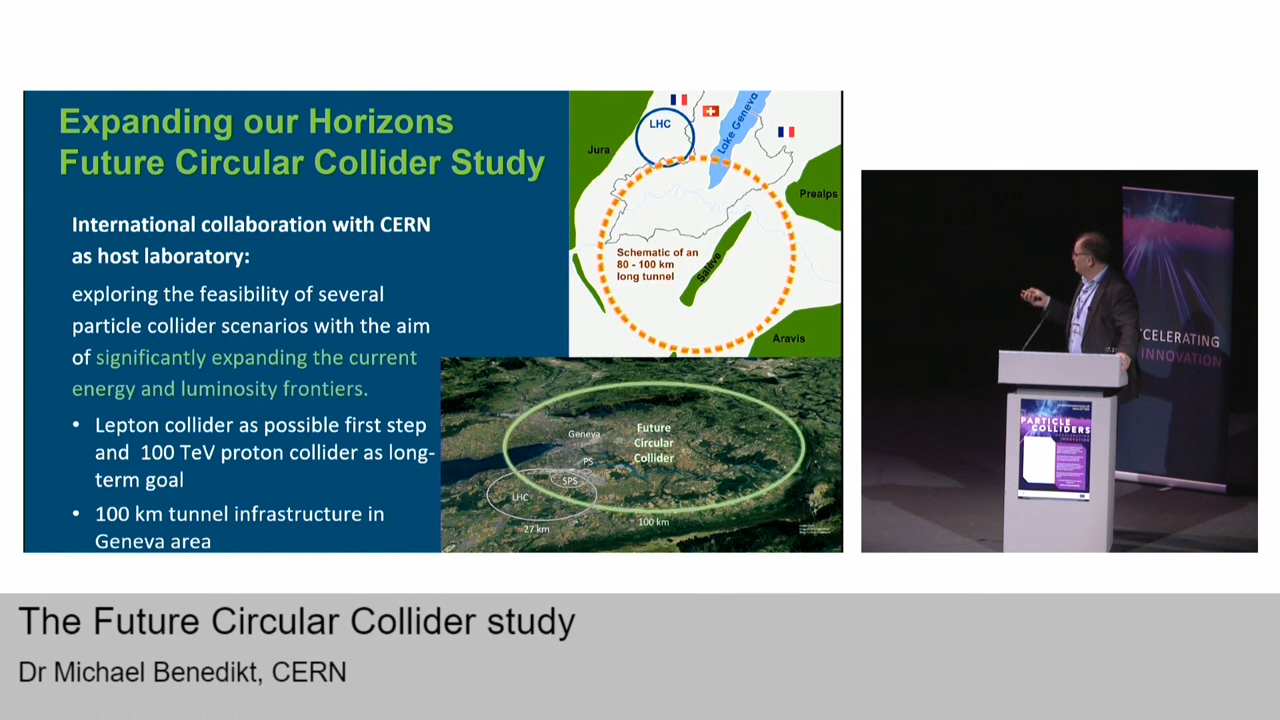 Expanding our Horizons
Future Circular Collider Study
International collaboration with CERN
as host laboratory:
exploring the feasibility of several
particle collider scenarios with the aim
of significantly expanding the current
energy and luminosity frontiers.
• Lepton collider as possible first step
and 100 TeV proton collider as long-
term goal
• 100 km tunnel infrastructure in
Geneva area
LHC
Lake Geneva
Jura
Prealps
Schematic of an
80 - 100 km
long tunnel
Salève
Aravis
Geneva
PS
SPS
LHC
27 km
Future
Circular
Collider
100 km
CELERATING
INNOVATION
PARTICLE
COLLIDERS
INNOVATION
The Future Circular Collider study
Dr Michael Benedikt, CERN